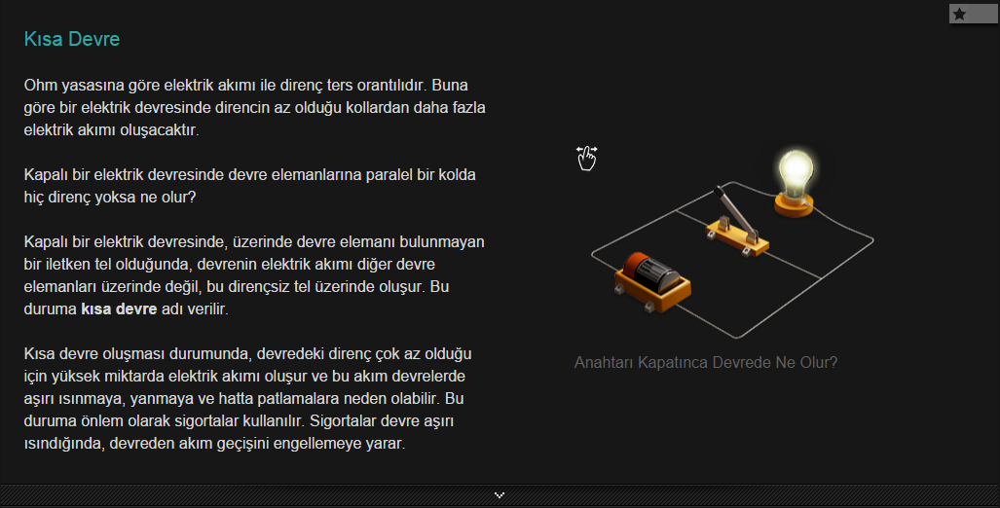 Kısa Devre
Ohm yasasına göre elektrik akımı ile direnç ters orantılıdır. Buna
göre bir elektrik devresinde direncin az olduğu kollardan daha fazla
elektrik akımı oluşacaktır.
Kapalı bir elektrik devresinde devre elemanlarına paralel bir kolda
hiç direnç yoksa ne olur?
Kapalı bir elektrik devresinde, üzerinde devre elemanı bulunmayan
bir iletken tel olduğunda, devrenin elektrik akımı diğer devre
elemanları üzerinde değil, bu dirençsiz tel üzerinde oluşur. Bu
duruma kısa devre adı verilir.
Kısa devre oluşması durumunda, devredeki direnç çok az olduğu
için yüksek miktarda elektrik akımı oluşur ve bu akım devrelerde
aşırı ısınmaya, yanmaya ve hatta patlamalara neden olabilir. Bu
duruma önlem olarak sigortalar kullanılır. Sigortalar devre aşırı
ısındığında, devreden akım geçişini engellemeye yarar.
Anahtarı Kapatınca Devrede Ne Olur?